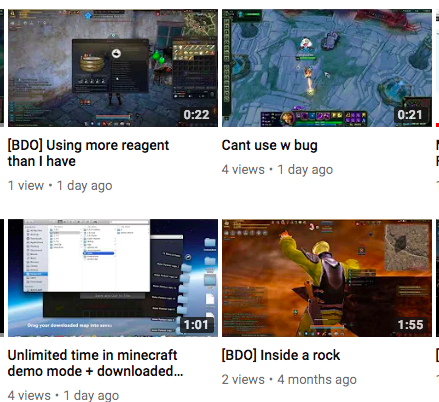 0:22
0:21
[BDO] Using more reagent
than I have
1 view • 1 day ago
Cant use w bug
4 views • 1 day ago
Drag your downloaded map into saves
1:01
1:55
Unlimited time in minecraft
demo mode + downloaded...
4 views • 1 day ago
[BDO] Inside a rock
2 views • 4 months ago